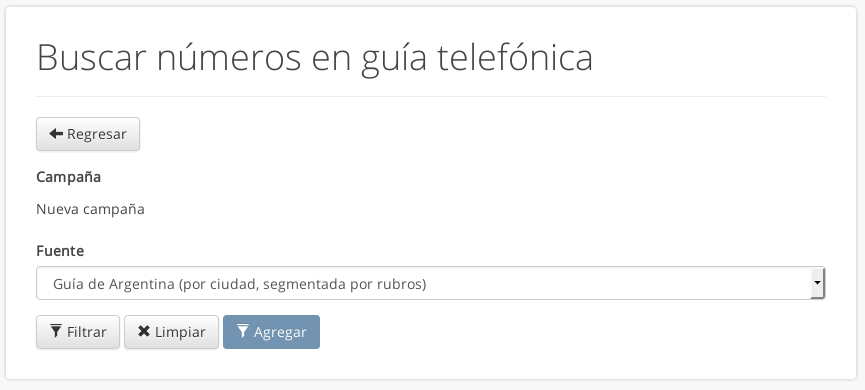 Buscar números en guía telefónica
Regresar
Campaña
Nueva campaña
Fuente
Guía de Argentina (por ciudad, segmentada por rubros)
Filtrar Limpiar Agregar